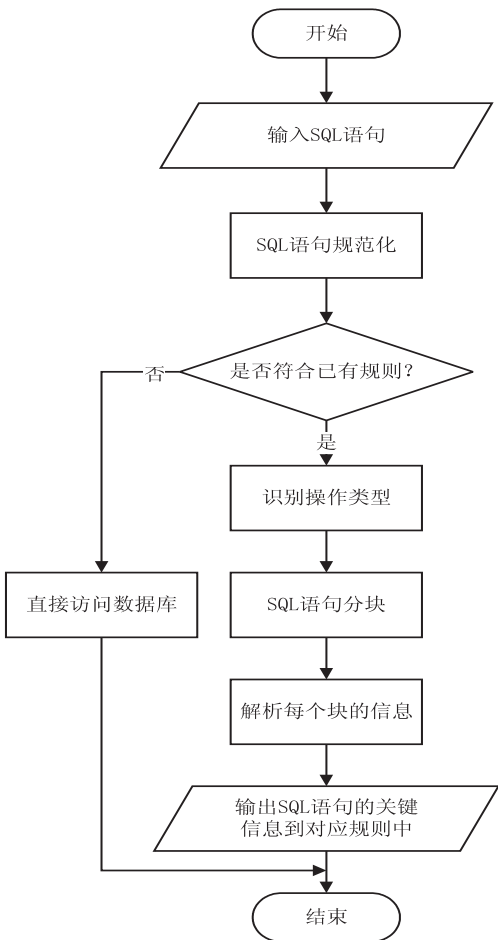 开始
输入SQL语句
SQL语句规范化
是否符合已有规则?
否
是
识别操作类型
直接访问数据库
SQL语句分块
解析每个块的信息
输出SQL语句的关键
信息到对应规则中
结束